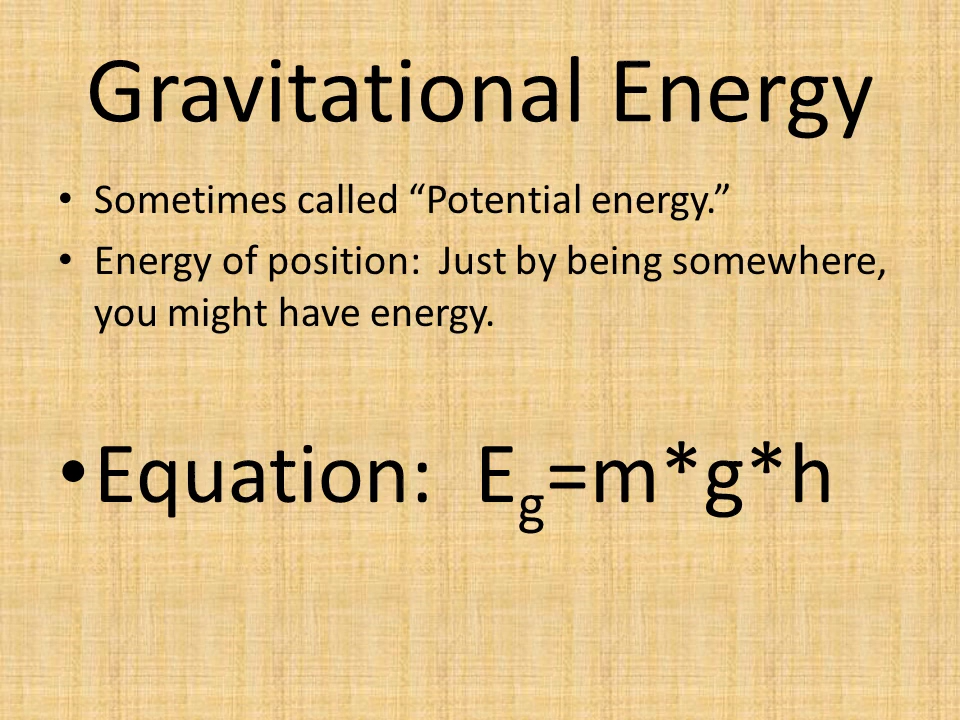 Gravitational Energy
• Sometimes called “Potential energy.”
• Energy of position:  Just by being somewhere,
you might have energy.
• Equation:  Eg=m*g*h